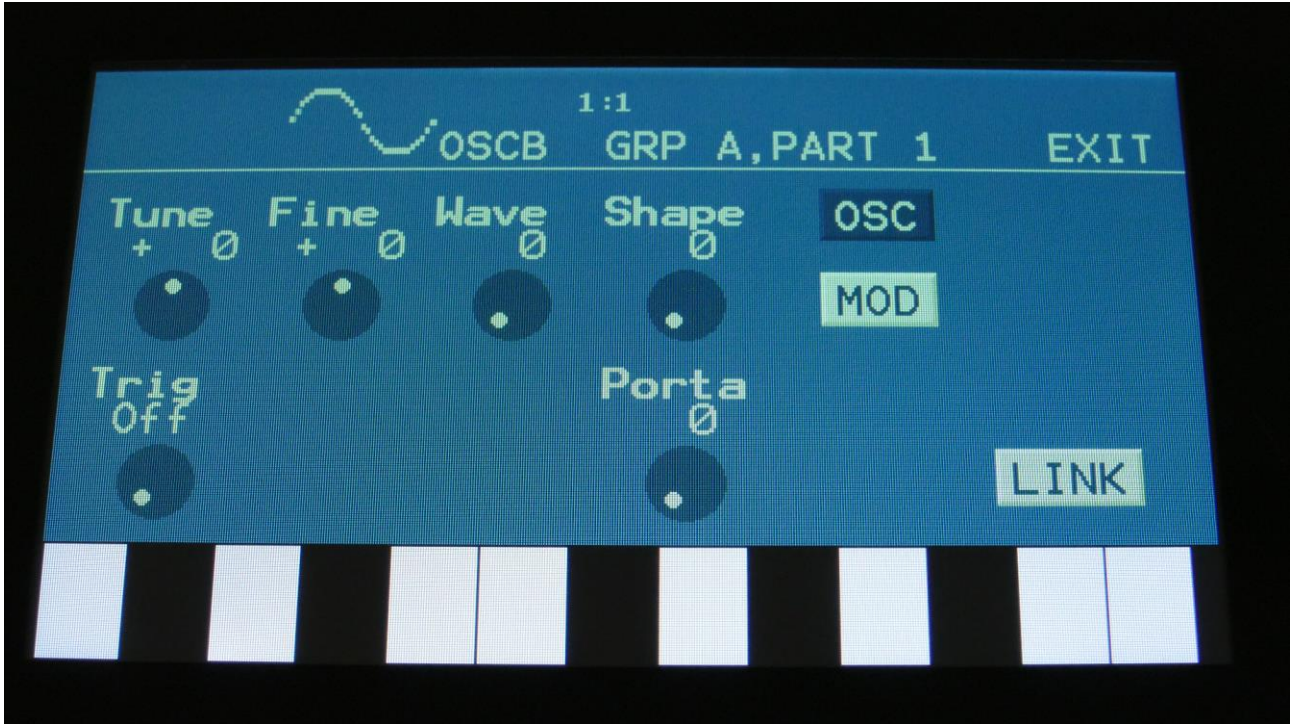 1:1
OSCB GRP A,PART 1 EXIT
Tune Fine Wave Shape OSC
+ 0 + 0 0 0
MOD
Trig Porta
Off 0
LINK